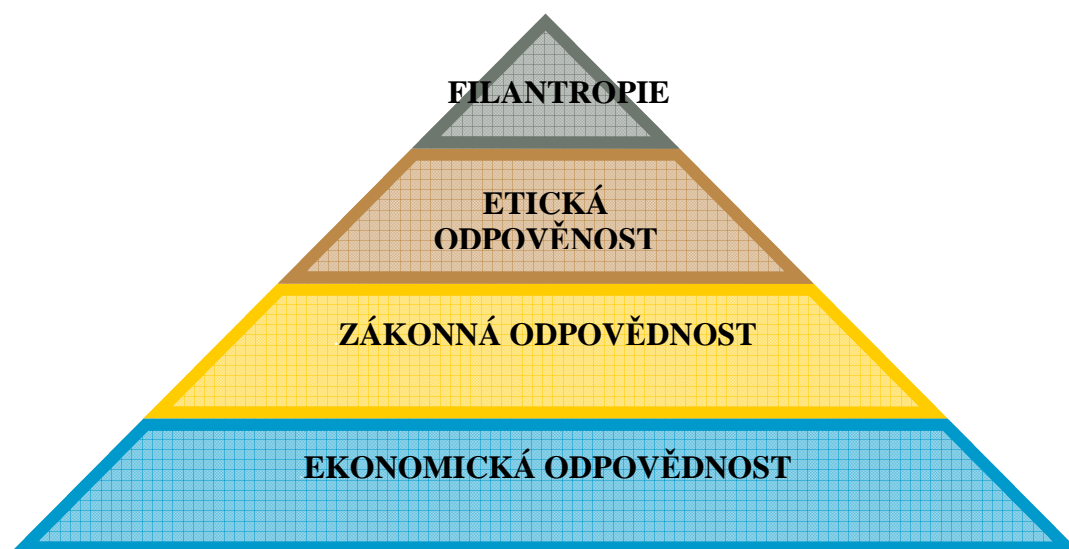 FILANTROPIE
ETICKÁ
ODPOVĚNOST
ZÁKONNÁ ODPOVĚDNOST
EKONOMICKÁ ODPOVĚDNOST